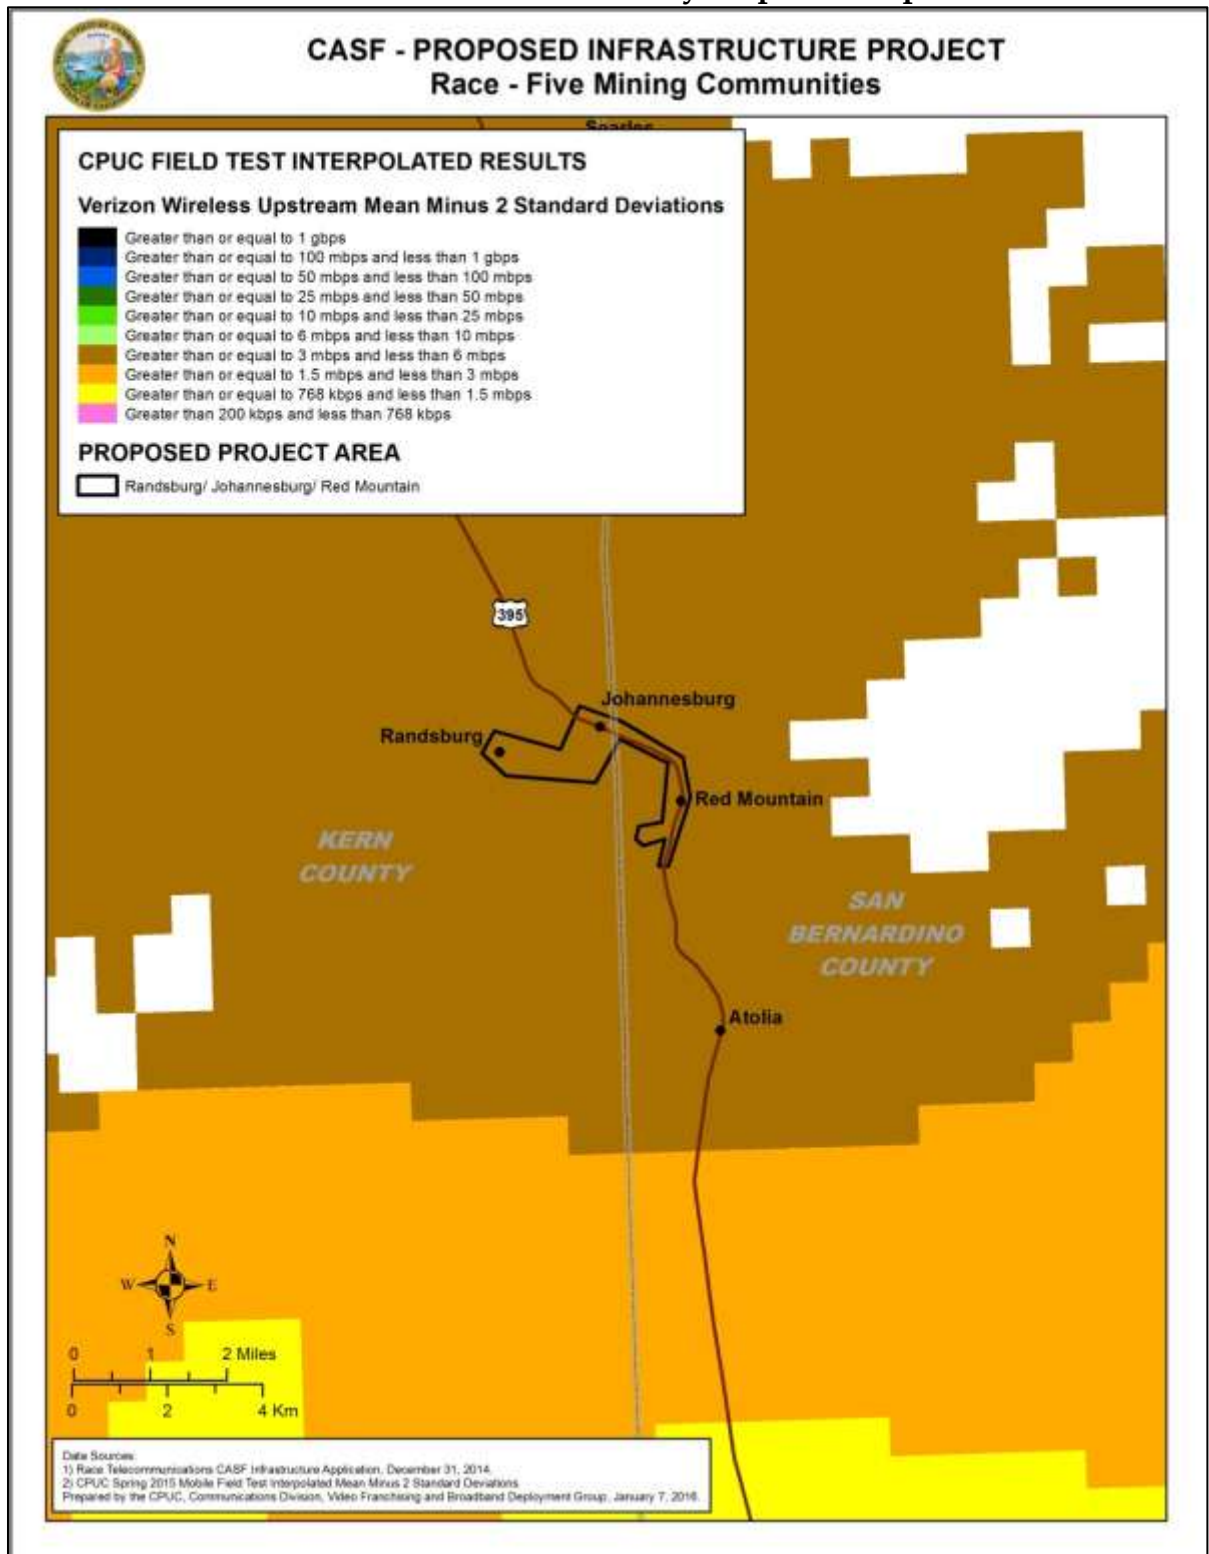 CASF - PROPOSED INFRASTRUCTURE PROJECT
Race - Five Mining Communities
Searles
CPUC FIELD TEST INTERPOLATED RESULTS
Verizon Wireless Upstream Mean Minus 2 Standard Deviations
Greater than or equal to 1 gbps
Greater than or equal to 100 mbps and less than 1 gbps
Greater than or equal to 50 mbps and less than 100 mbps
Greater than or equal to 25 mbps and less than 50 mbps
Greater than or equal to 10 mbps and less than 25 mbps
Greater than or equal to 6 mbps and less than 10 mbps
Greater than or equal to 3 mbps and less than 6 mbps
Greater than or equal to 1.5 mbps and less than 3 mbps
Greater than or equal to 768 kbps and less than 1.5 mbps
Greater than 200 kbps and less than 768 kbps
PROPOSED PROJECT AREA
Randsburg/ Johannesburg/ Red Mountain
395
Johannesburg
Randsburg
Red Mountain
KERN
COUNTY
SAN
BERNARDINO
COUNTY
Atolia
N
W E
S
0 1 2 Miles
0 2 4 Km
Data Sources:
1) Race Telecommunications CASF Infrastructure Application, December 31, 2014.
2) CPUC Spring 2015 Mobile Field Test Interpolated Mean Minus 2 Standard Deviations
Prepared by the CPUC, Communications Division, Video Franchising and Broadband Deployment Group, January 7, 2016.